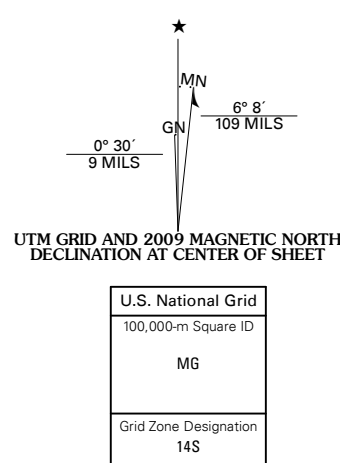 ★
MN
GN
6° 8´
109 MILS
0° 30´
9 MILS
UTM GRID AND 2009 MAGNETIC NORTH
DECLINATION AT CENTER OF SHEET
U.S. National Grid
100,000-m Square ID
MG
Grid Zone Designation
14S